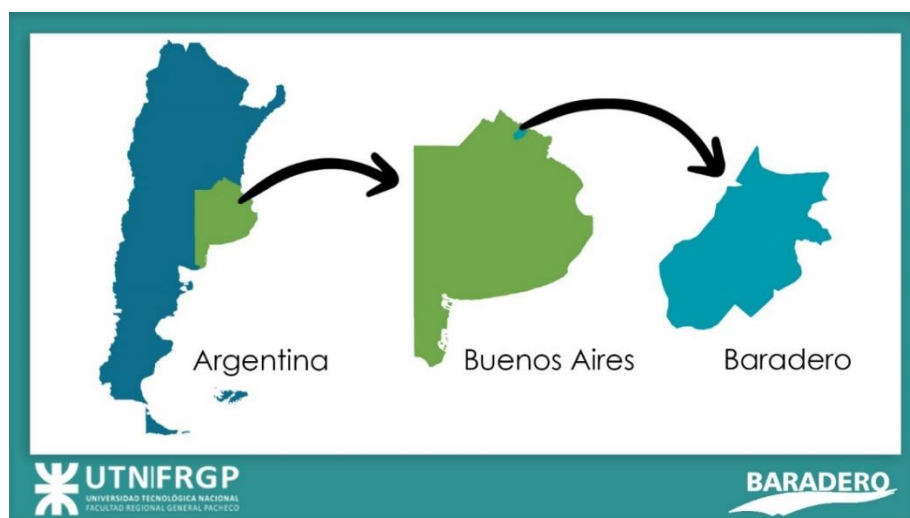 Argentina
Buenos Aires
Baradero
UTN FRGP
UNIVERSIDAD TECNOLÓGICA NACIONAL
FACULTAD REGIONAL GENERAL PACHECO
BARADERO